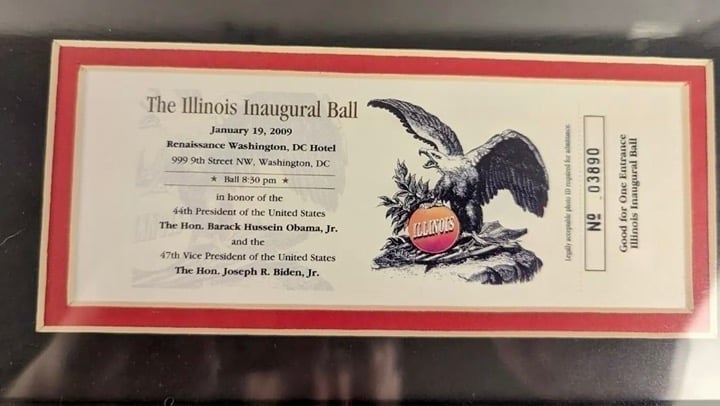 The Illinois Inaugural Ball
January 19, 2009
Renaissance Washington, DC Hotel
999 9th Street NW, Washington, DC
★ Ball 8:30 pm ★
in honor of the
44th President of the United States
The Hon. Barack Hussein Obama, Jr.
and the
47th Vice President of the United States
The Hon. Joseph R. Biden, Jr.
ILLINOIS
Legally acceptable photo ID required for admittance.
Nº 03890
Good for One Entrance
Illinois Inaugural Ball